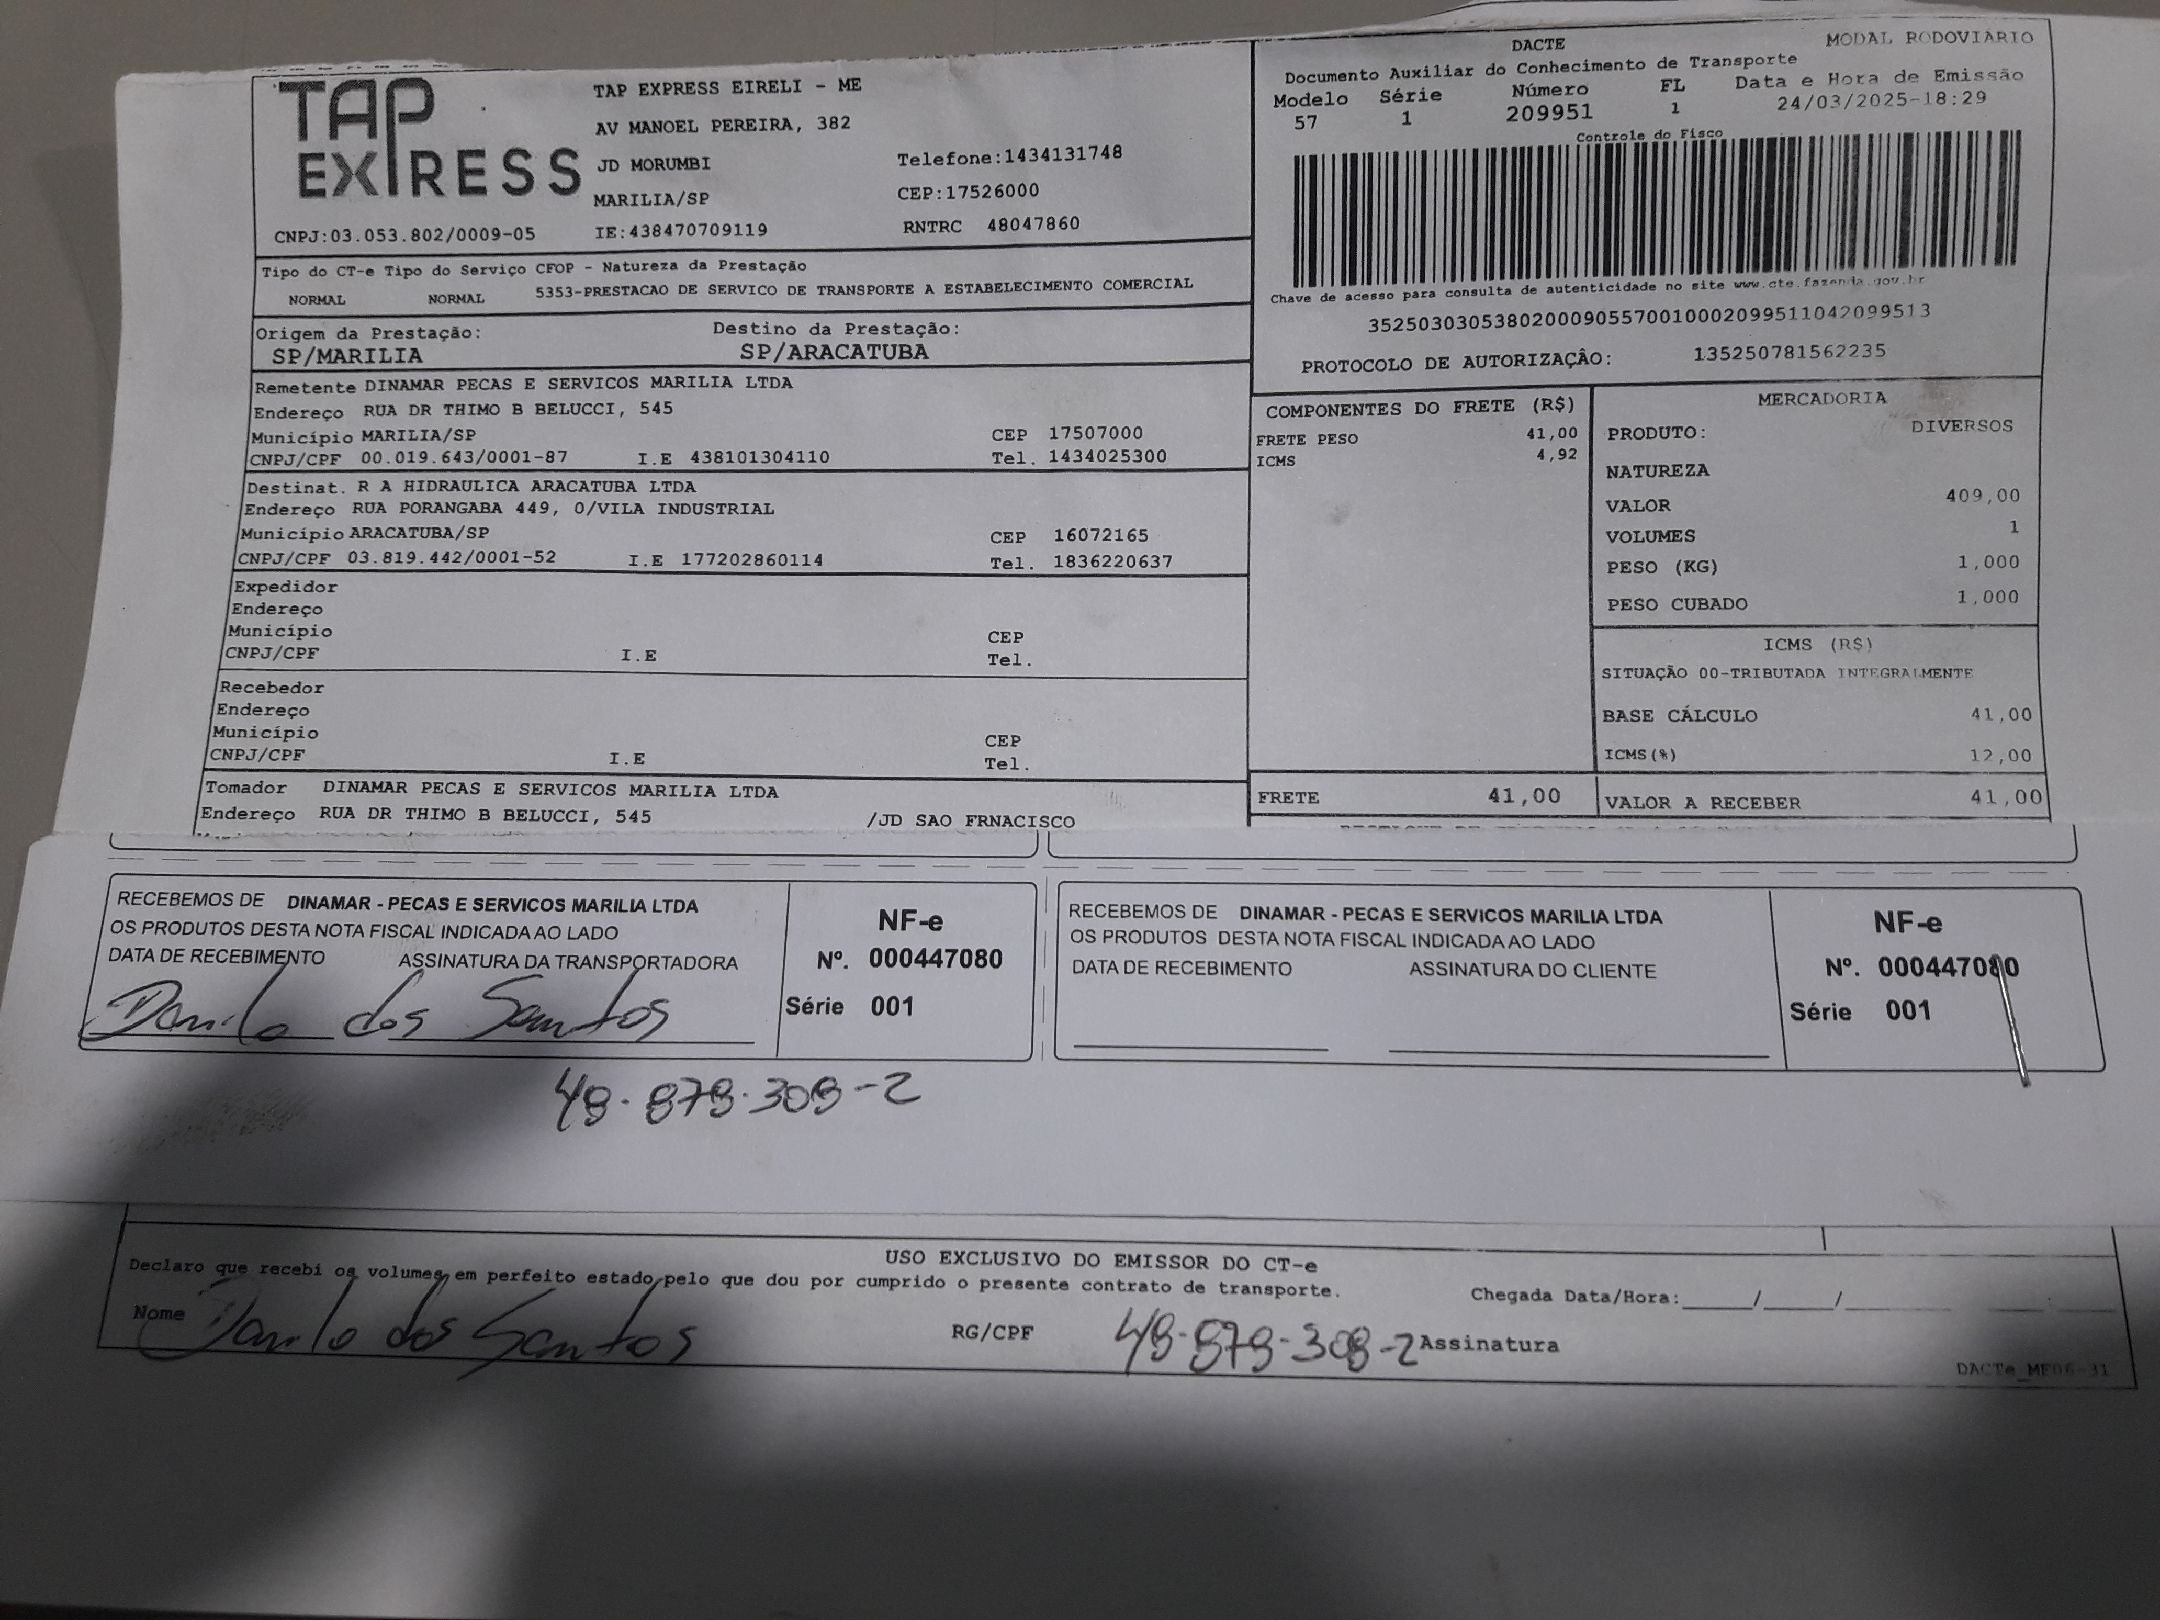 TAP
EXPRESS
TAP EXPRESS EIRELI - ME
AV MANOEL PEREIRA, 382
JD MORUMBI
Telefone:1434131748
MARILIA/SP
CEP:17526000
CNPJ:03.053.802/0009-05
IE:438470709119
RNTRC 48047860
DACTE
MODAL RODOVIÁRIO
Documento Auxiliar do Conhecimento de Transporte
Modelo Série Número FL Data e Hora de Emissão
57 1 209951 1 24/03/2025-18:29
Controle do Fisco
Chave de acesso para consulta de autenticidade no site www.cte.fazenda.gov.br
35250303053802000905570010002099511042099513
PROTOCOLO DE AUTORIZAÇÂO: 135250781562235
Tipo do CT-e Tipo do Serviço CFOP - Natureza da Prestação
NORMAL NORMAL 5353-PRESTACAO DE SERVICO DE TRANSPORTE A ESTABELECIMENTO COMERCIAL
Origem da Prestação: Destino da Prestação:
SP/MARILIA SP/ARACATUBA
Remetente DINAMAR PECAS E SERVICOS MARILIA LTDA
Endereço RUA DR THIMO B BELUCCI, 545
Município MARILIA/SP CEP 17507000
CNPJ/CPF 00.019.643/0001-87 I.E 438101304110 Tel. 1434025300
Destinat. R A HIDRAULICA ARACATUBA LTDA
Endereço RUA PORANGABA 449, 0/VILA INDUSTRIAL
Município ARACATUBA/SP CEP 16072165
CNPJ/CPF 03.819.442/0001-52 I.E 177202860114 Tel. 1836220637
Expedidor
Endereço
Município CEP
CNPJ/CPF I.E Tel.
Recebedor
Endereço
Município CEP
CNPJ/CPF I.E Tel.
Tomador DINAMAR PECAS E SERVICOS MARILIA LTDA
Endereço RUA DR THIMO B BELUCCI, 545 /JD SAO FRNACISCO
COMPONENTES DO FRETE (R$)
FRETE PESO 41,00
ICMS 4,92
MERCADORIA
PRODUTO: DIVERSOS
NATUREZA
VALOR 409,00
VOLUMES 1
PESO (KG) 1,000
PESO CUBADO 1,000
ICMS (R$)
SITUAÇÃO 00-TRIBUTADA INTEGRALMENTE
BASE CÁLCULO 41,00
ICMS(%) 12,00
FRETE 41,00
VALOR A RECEBER 41,00
RECEBEMOS DE DINAMAR - PECAS E SERVICOS MARILIA LTDA
OS PRODUTOS DESTA NOTA FISCAL INDICADA AO LADO
DATA DE RECEBIMENTO ASSINATURA DA TRANSPORTADORA
Danilo dos Santos
NF-e
Nº. 000447080
Série 001
48.878.308-2
RECEBEMOS DE DINAMAR - PECAS E SERVICOS MARILIA LTDA
OS PRODUTOS DESTA NOTA FISCAL INDICADA AO LADO
DATA DE RECEBIMENTO ASSINATURA DO CLIENTE
NF-e
Nº. 000447080
Série 001
USO EXCLUSIVO DO EMISSOR DO CT-e
Declaro que recebi os volumes em perfeito estado pelo que dou por cumprido o presente contrato de transporte.
Chegada Data/Hora:_____/_____/
Nome Danilo dos Santos RG/CPF 48.878.308-2 Assinatura
DACTe_MF06-31